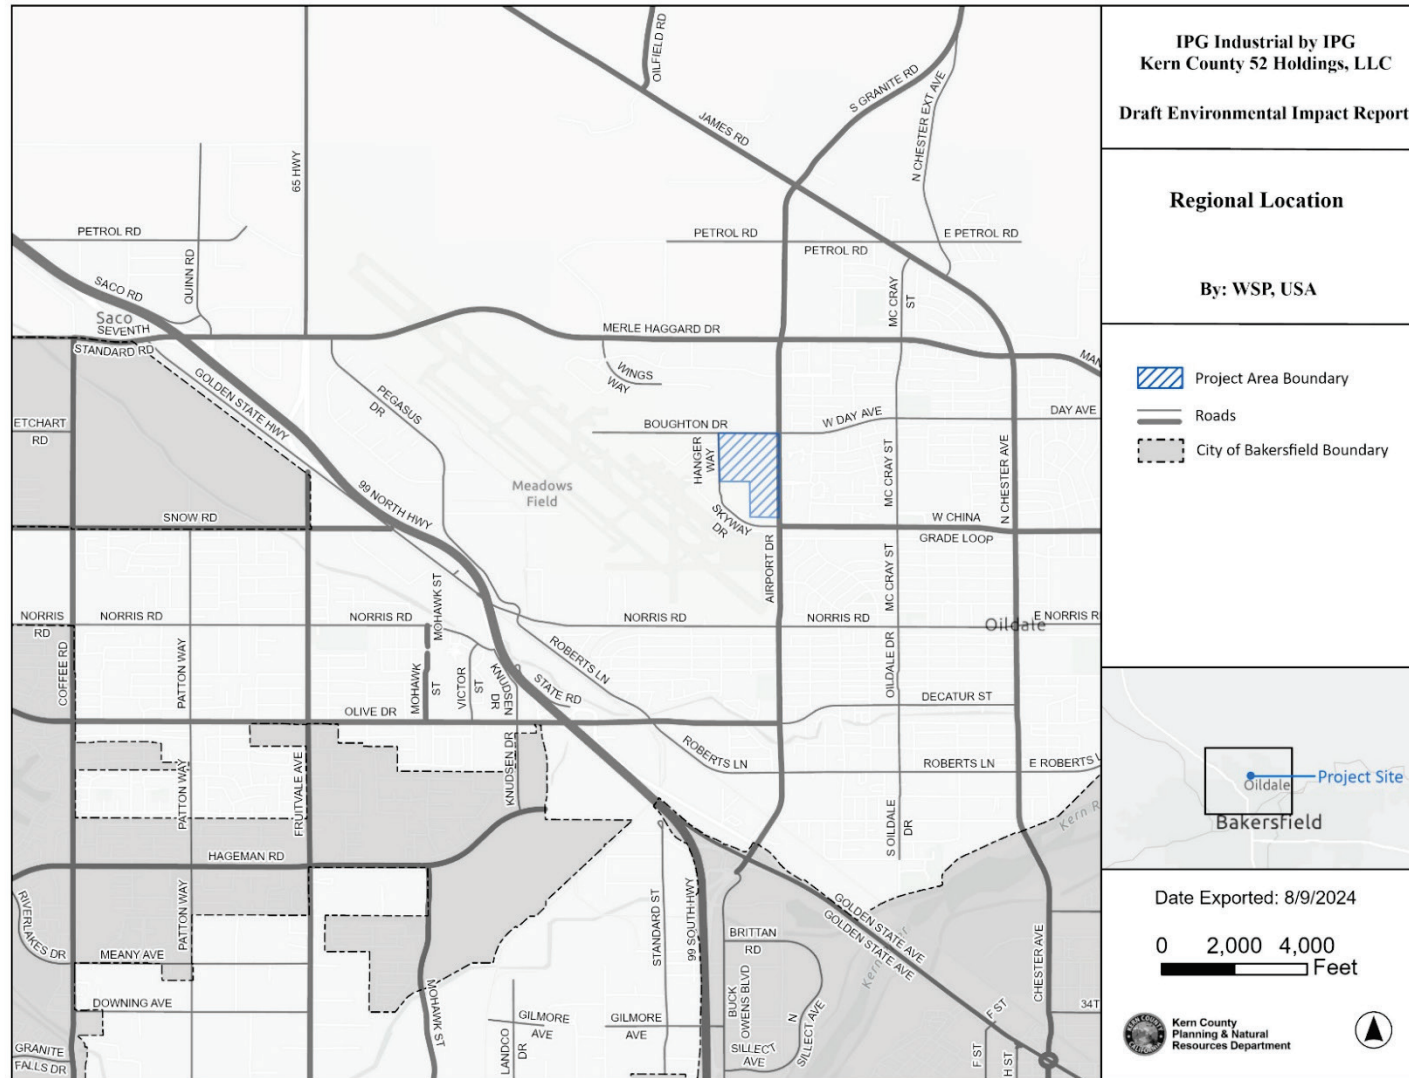 IPG Industrial by IPG
Kern County 52 Holdings, LLC
Draft Environmental Impact Report
Regional Location
By: WSP, USA
Project Area Boundary
Roads
City of Bakersfield Boundary
Project Site
Oildale
Bakersfield
Date Exported: 8/9/2024
0 2,000 4,000
Feet
Kern County
Planning & Natural
Resources Department
OILFIELD RD
S GRANITE RD
JAMES RD
N CHESTER EXT AVE
65 HWY
PETROL RD
QUINN RD
PETROL RD
PETROL RD
E PETROL RD
SACO RD
Saco
SEVENTH
STANDARD RD
MC CRAY
ST
MERLE HAGGARD DR
MAN
GOLDEN STATE HWY
PEGASUS
DR
WINGS
WAY
ETCHART
RD
BOUGHTON DR
W DAY AVE
DAY AVE
HANGER
WAY
MC CRAY ST
N CHESTER AVE
Meadows
Field
99 NORTH HWY
SNOW RD
SKYWAY
DR
W CHINA
GRADE LOOP
AIRPORT DR
MC CRAY ST
MOHAWK ST
NORRIS
RD
NORRIS RD
NORRIS RD
NORRIS RD
NORRIS RD
E NORRIS RD
Oildale
COFFEE RD
PATTON WAY
MOHAWK
ST
VICTOR
ST
KNUDSEN
DR
ROBERTS LN
STATE RD
OILDALE DR
DECATUR ST
OLIVE DR
KNUDSEN DR
ROBERTS LN
ROBERTS LN
E ROBERTS L
PATTON WAY
FRUITVALE AVE
S OILDALE
DR
Kern R
HAGEMAN RD
RIVERLAKES DR
PATTON WAY
STANDARD ST
99 SOUTH HWY
GOLDEN STATE AVE
GOLDEN STATE AVE
BRITTAN
RD
MEANY AVE
MOHAWK ST
BUCK
OWENS BLVD
CHESTER AVE
DOWNING AVE
GILMORE
AVE
GILMORE
AVE
N
SILLECT AVE
34T
F ST
GRANITE
FALLS DR
LANDCO
DR
SILLECT
AVE
F ST
H ST